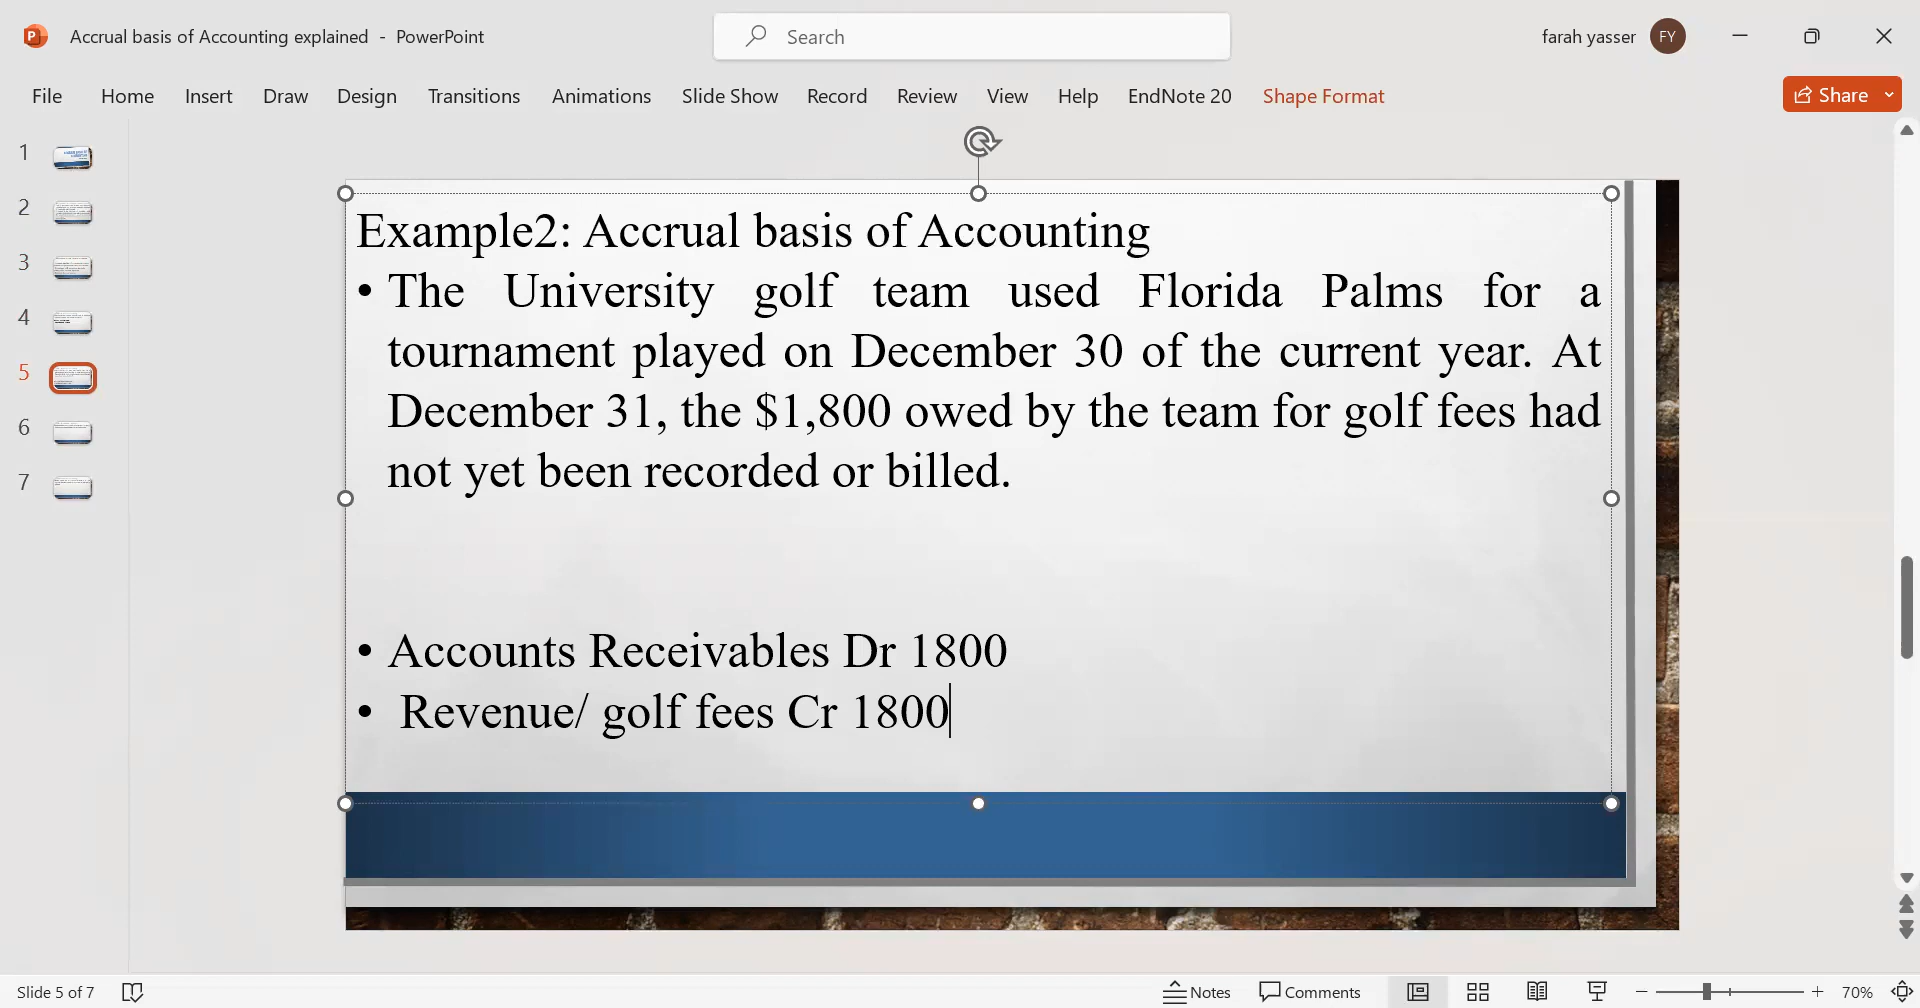 Accrual basis of Accounting explained - PowerPoint
Search
farah yasser FY
File Home Insert Draw Design Transitions Animations Slide Show Record Review View Help EndNote 20 Shape Format
Share
1
2
3
4
5
6
7
Example2: Accrual basis of Accounting
• The University golf team used Florida Palms for a
tournament played on December 30 of the current year. At
December 31, the $1,800 owed by the team for golf fees had
not yet been recorded or billed.
• Accounts Receivables Dr 1800
• Revenue/ golf fees Cr 1800
Slide 5 of 7 Notes Comments 70%